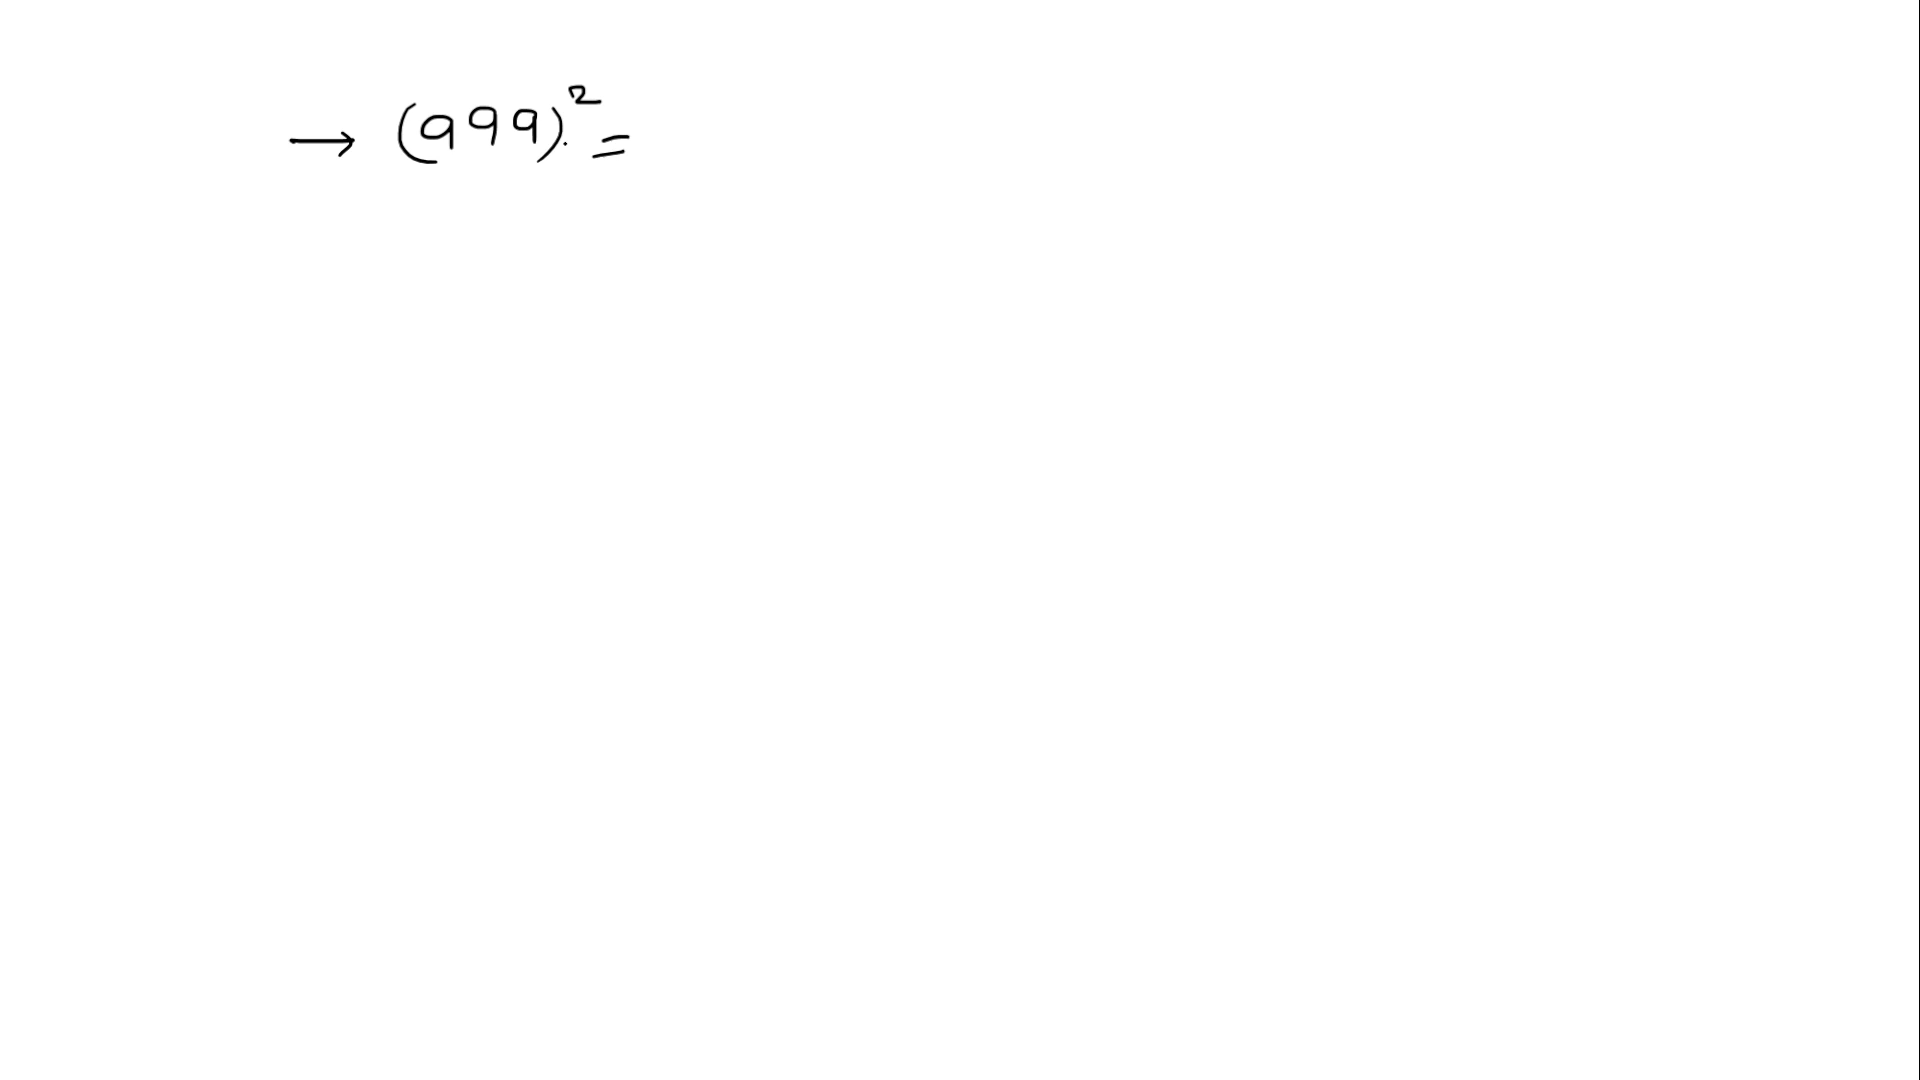 → (999)² =